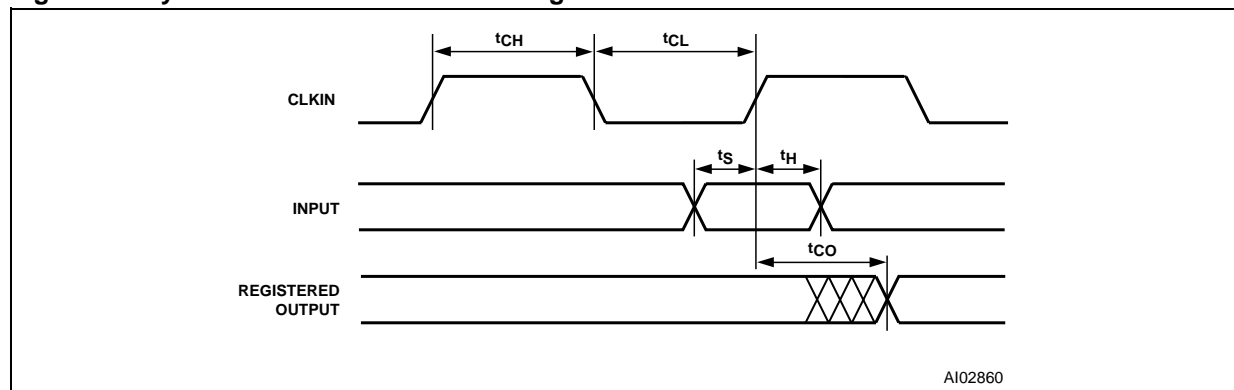 tCH
tCL
CLKIN
tS
tH
INPUT
tCO
REGISTERED
OUTPUT
AI02860